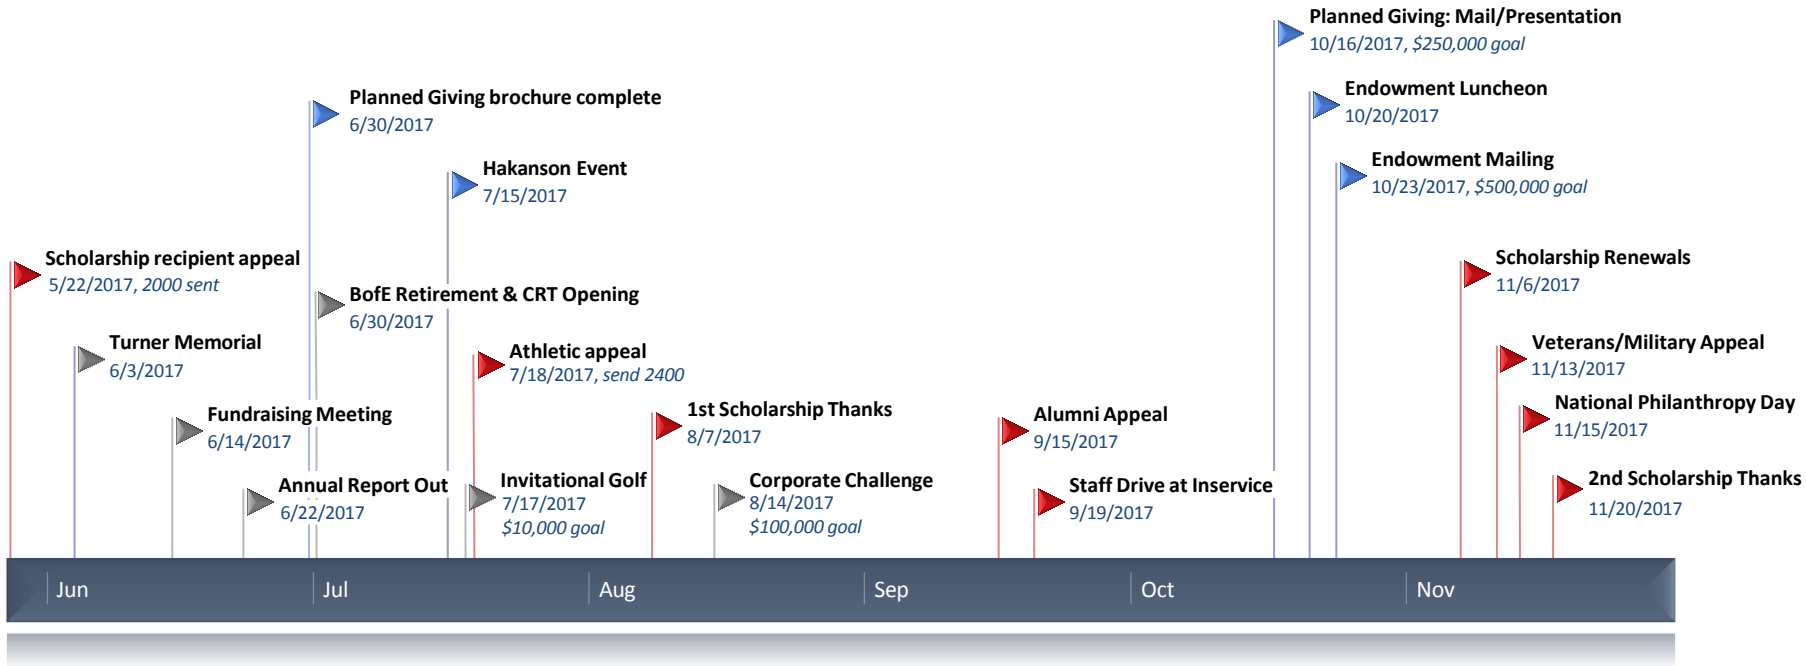 Planned Giving: Mail/Presentation
10/16/2017, $250,000 goal
Endowment Luncheon
10/20/2017
Planned Giving brochure complete
6/30/2017
Endowment Mailing
10/23/2017, $500,000 goal
Hakanson Event
7/15/2017
Scholarship recipient appeal
5/22/2017, 2000 sent
Scholarship Renewals
11/6/2017
BofE Retirement & CRT Opening
6/30/2017
Turner Memorial
6/3/2017
Athletic appeal
7/18/2017, send 2400
Veterans/Military Appeal
11/13/2017
Fundraising Meeting
6/14/2017
1st Scholarship Thanks
8/7/2017
Alumni Appeal
9/15/2017
National Philanthropy Day
11/15/2017
Annual Report Out
6/22/2017
Invitational Golf
7/17/2017
$10,000 goal
Corporate Challenge
8/14/2017
$100,000 goal
Staff Drive at Inservice
9/19/2017
2nd Scholarship Thanks
11/20/2017
Jun
Jul
Aug
Sep
Oct
Nov